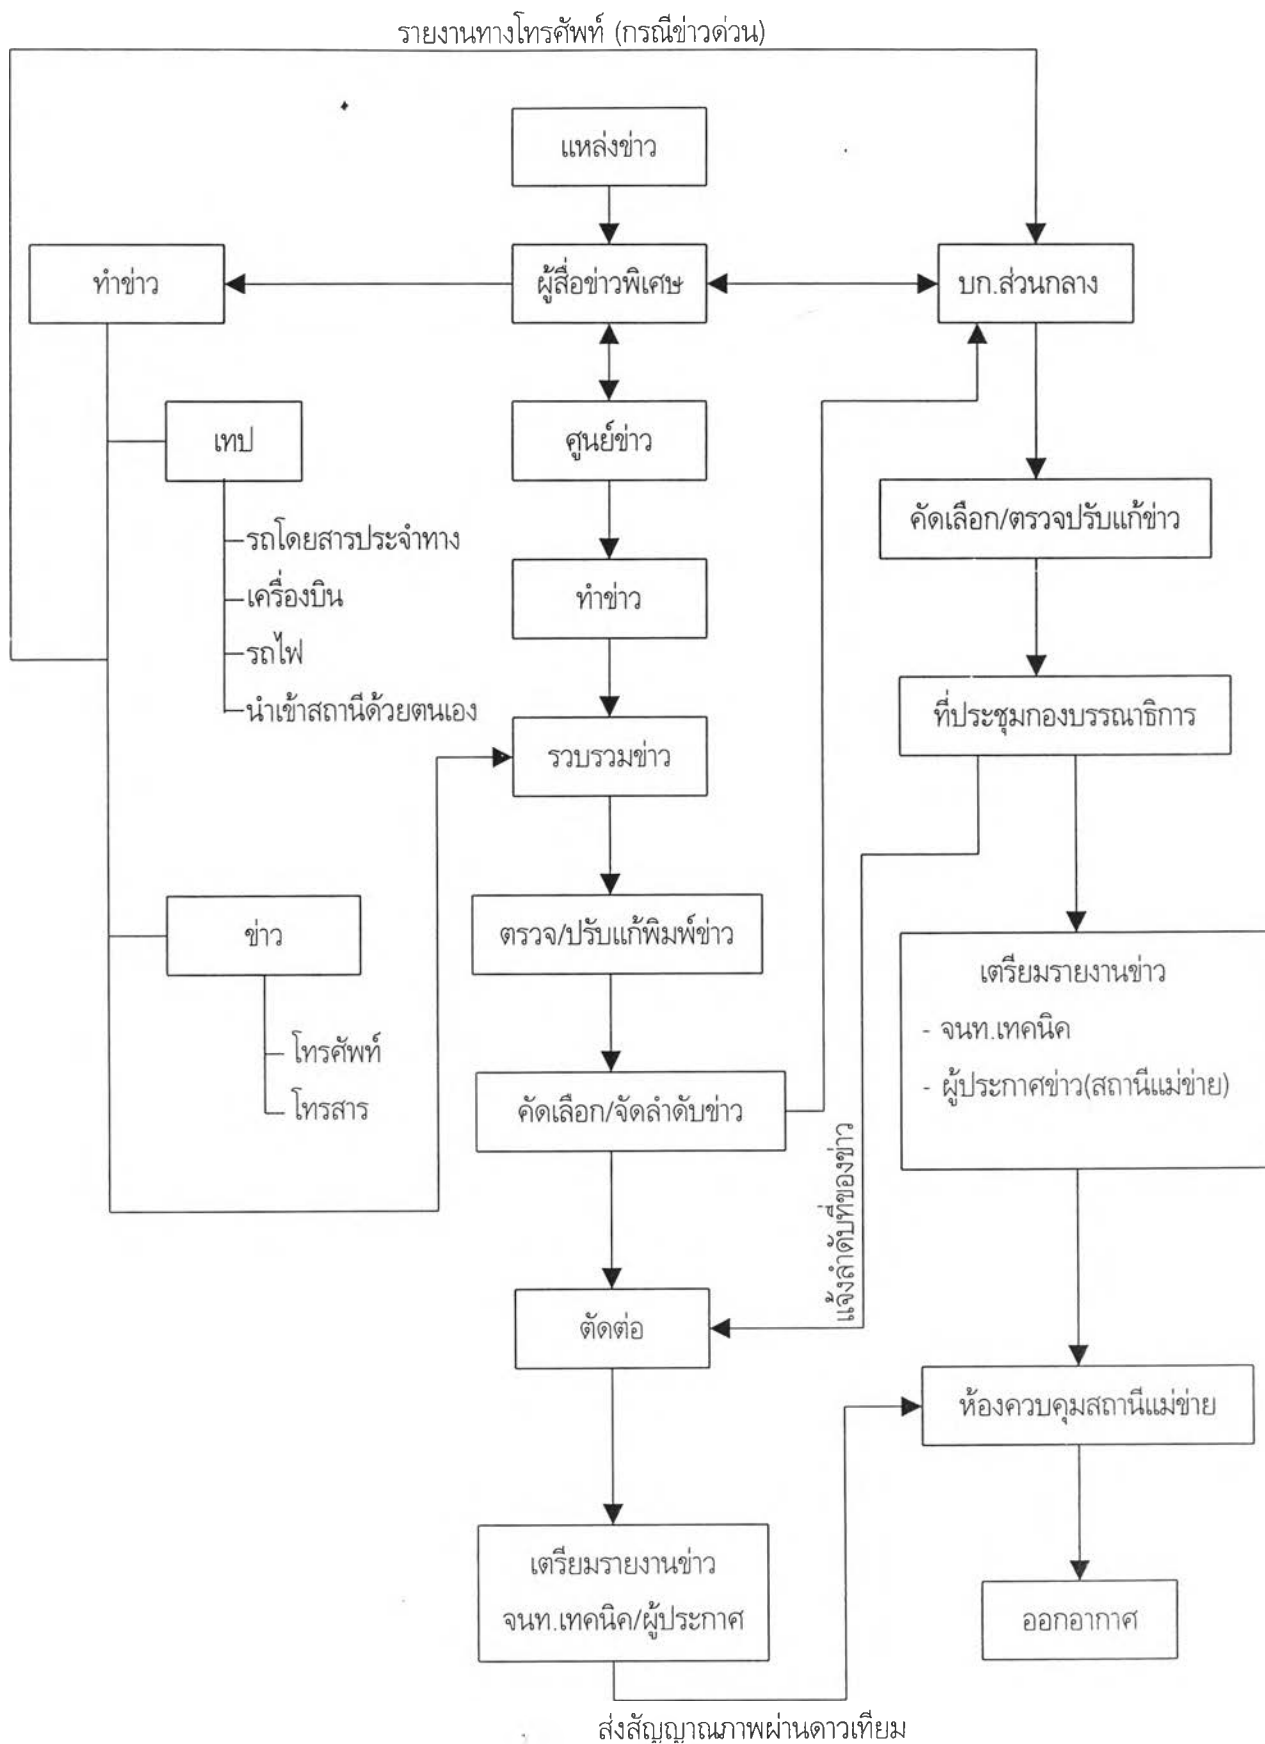 รายงานทางโทรศัพท์ (กรณีข่าวด่วน)
แหล่งข่าว
ทำข่าว
ผู้สื่อข่าวพิเศษ
บก.ส่วนกลาง
เทป
ศูนย์ข่าว
คัดเลือก/ตรวจปรับแก้ข่าว
รถโดยสารประจำทาง
เครื่องบิน
ทำข่าว
รถไฟ
นำเข้าสถานีด้วยตนเอง
ที่ประชุมกองบรรณาธิการ
รวบรวมข่าว
ข่าว
ตรวจ/ปรับแก้พิมพ์ข่าว
เตรียมรายงานข่าว
- จนท.เทคนิค
- ผู้ประกาศข่าว(สถานีแม่ข่าย)
โทรศัพท์
โทรสาร
คัดเลือก/จัดลำดับข่าว
แจ้งลำดับที่ของข่าว
ตัดต่อ
ห้องควบคุมสถานีแม่ข่าย
เตรียมรายงานข่าว
จนท.เทคนิค/ผู้ประกาศ
ออกอากาศ
ส่งสัญญาณภาพผ่านดาวเทียม